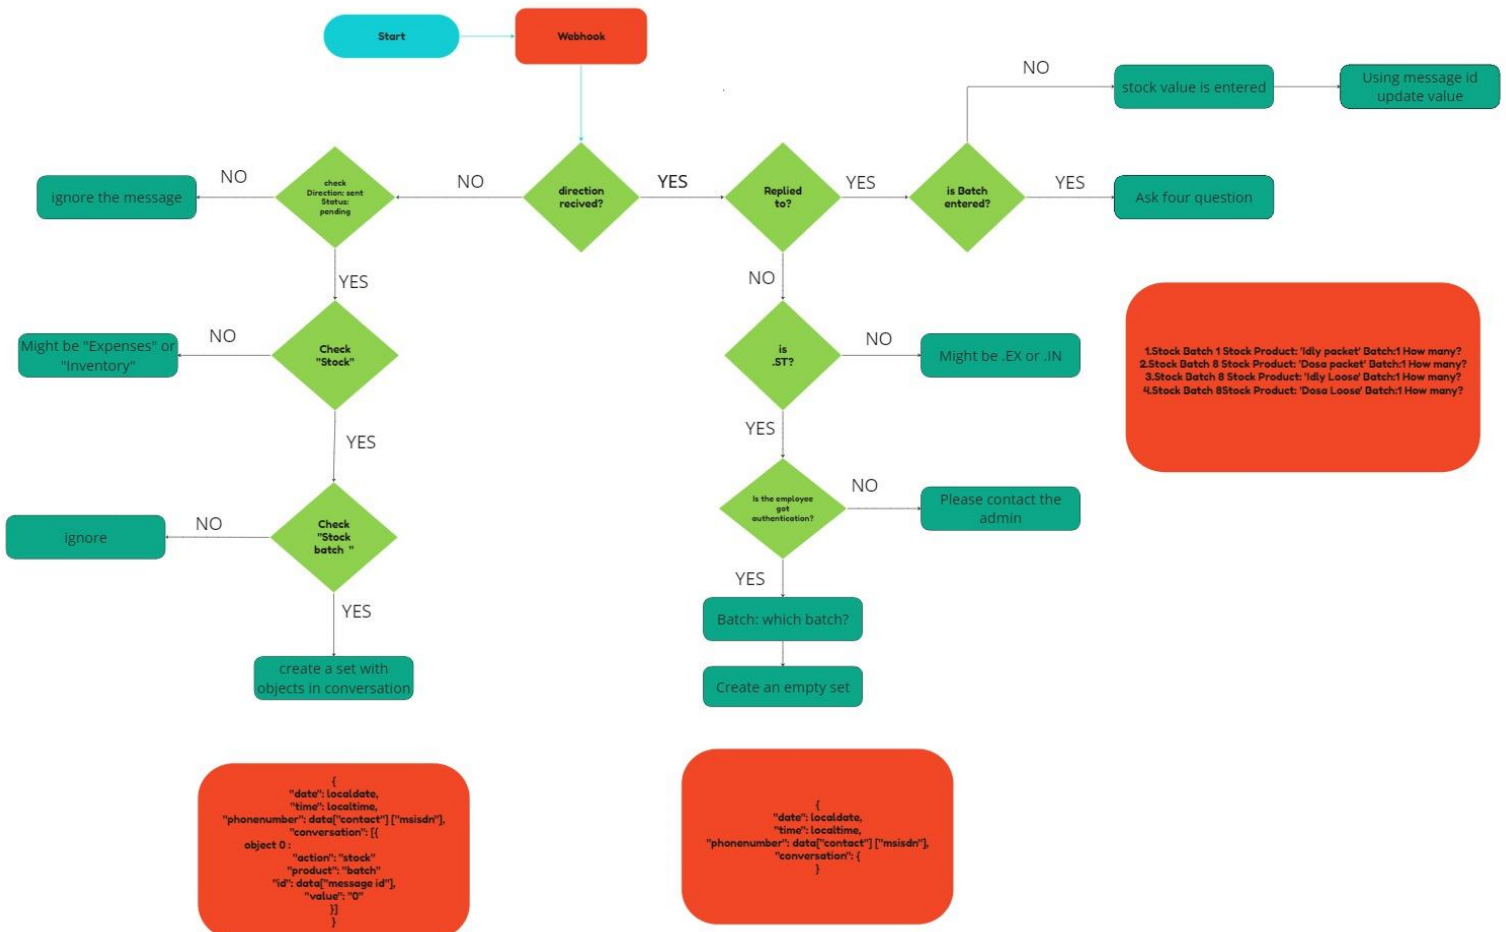 Start
Webhook
NO
stock value is entered
Using message id
update value
ignore the message
NO
check
Direction: sent
Status:
pending
NO
direction
recived?
YES
Replied
to?
YES
is Batch
entered?
YES
Ask four question
YES
NO
Might be "Expenses" or
"Inventory"
NO
Check
"Stock"
is
.ST?
NO
Might be .EX or .IN
1.Stock Batch 1 Stock Product: 'Idly packet' Batch:1 How many?
2.Stock Batch 8 Stock Product: 'Dosa packet' Batch:1 How many?
3.Stock Batch 8 Stock Product: 'Idly Loose' Batch:1 How many?
4.Stock Batch 8Stock Product: 'Dosa Loose' Batch:1 How many?
YES
YES
ignore
NO
Check
"Stock
batch "
Is the employee
got
authentication?
NO
Please contact the
admin
YES
YES
Batch: which batch?
create a set with
objects in conversation
Create an empty set
{
"date": localdate,
"time": localtime,
"phonenumber": data["contact"] ["msisdn"],
"conversation": [{
object 0 :
"action": "stock"
"product": "batch"
"id": data["message id"],
"value": "0"
}]
}
{
"date": localdate,
"time": localtime,
"phonenumber": data["contact"] ["msisdn"],
"conversation": {
}